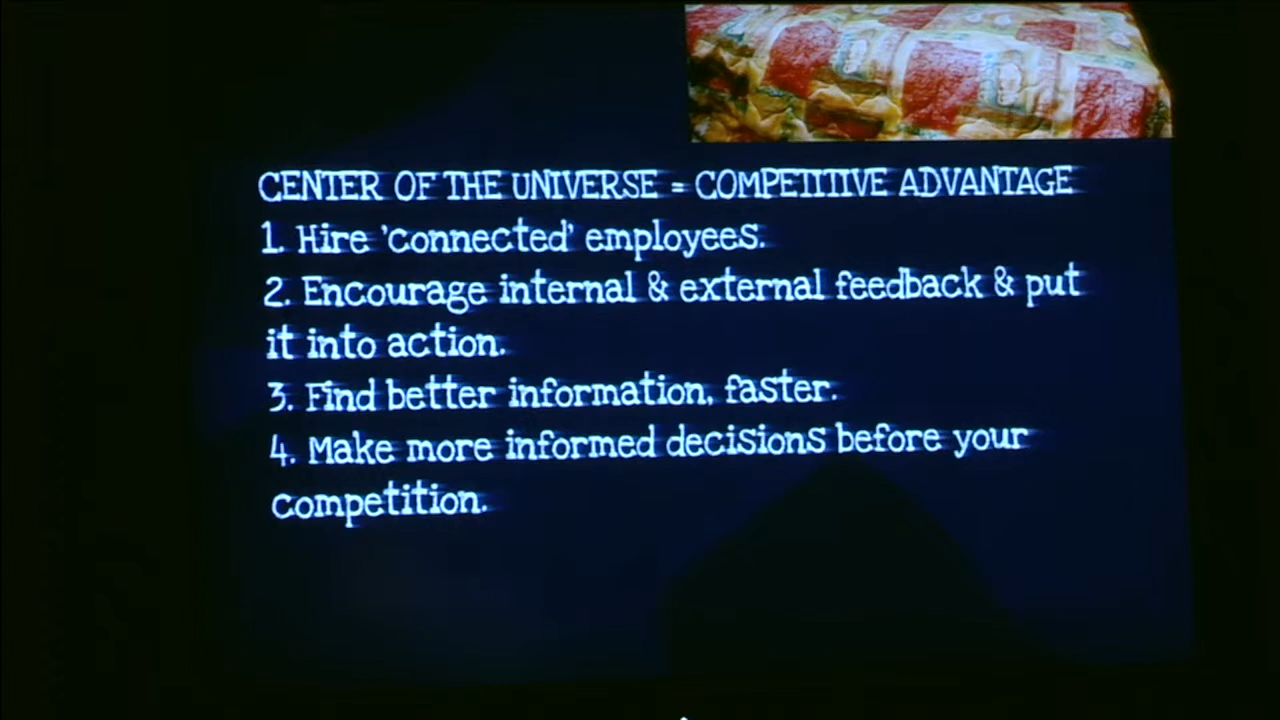 CENTER OF THE UNIVERSE = COMPETITIVE ADVANTAGE
1. Hire 'connected' employees.
2. Encourage internal & external feedback & put
it into action.
3. Find better information, faster.
4. Make more informed decisions before your
competition.